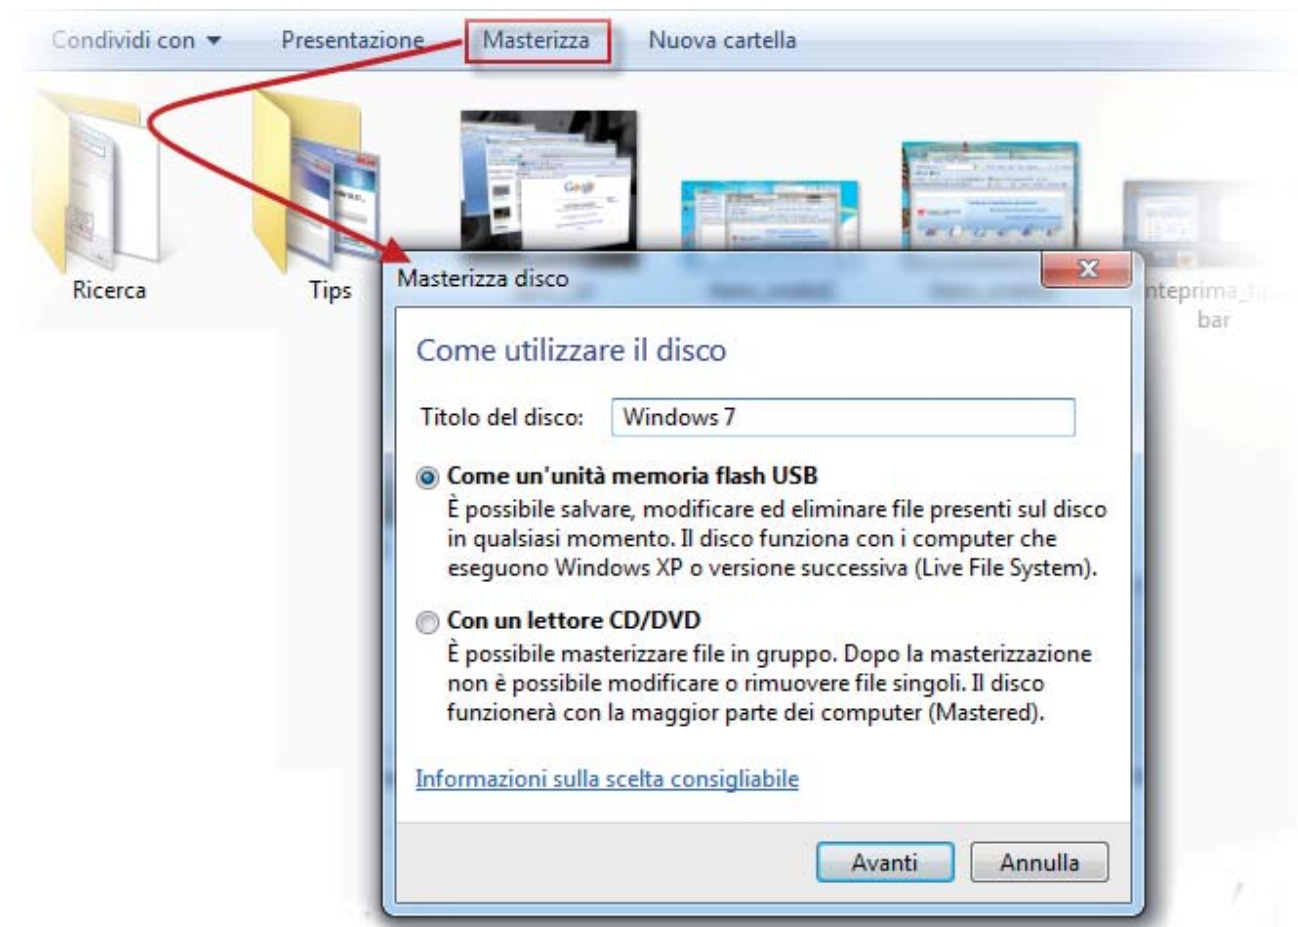 Condividi con Presentazione Masterizza Nuova cartella
Google
Ricerca
Tips
nteprima_t
bar
Masterizza disco
Come utilizzare il disco
Titolo del disco: Windows 7
Come un'unità memoria flash USB
È possibile salvare, modificare ed eliminare file presenti sul disco
in qualsiasi momento. Il disco funziona con i computer che
eseguono Windows XP o versione successiva (Live File System).
Con un lettore CD/DVD
È possibile masterizzare file in gruppo. Dopo la masterizzazione
non è possibile modificare o rimuovere file singoli. Il disco
funzionerà con la maggior parte dei computer (Mastered).
Informazioni sulla scelta consigliabile
Avanti Annulla